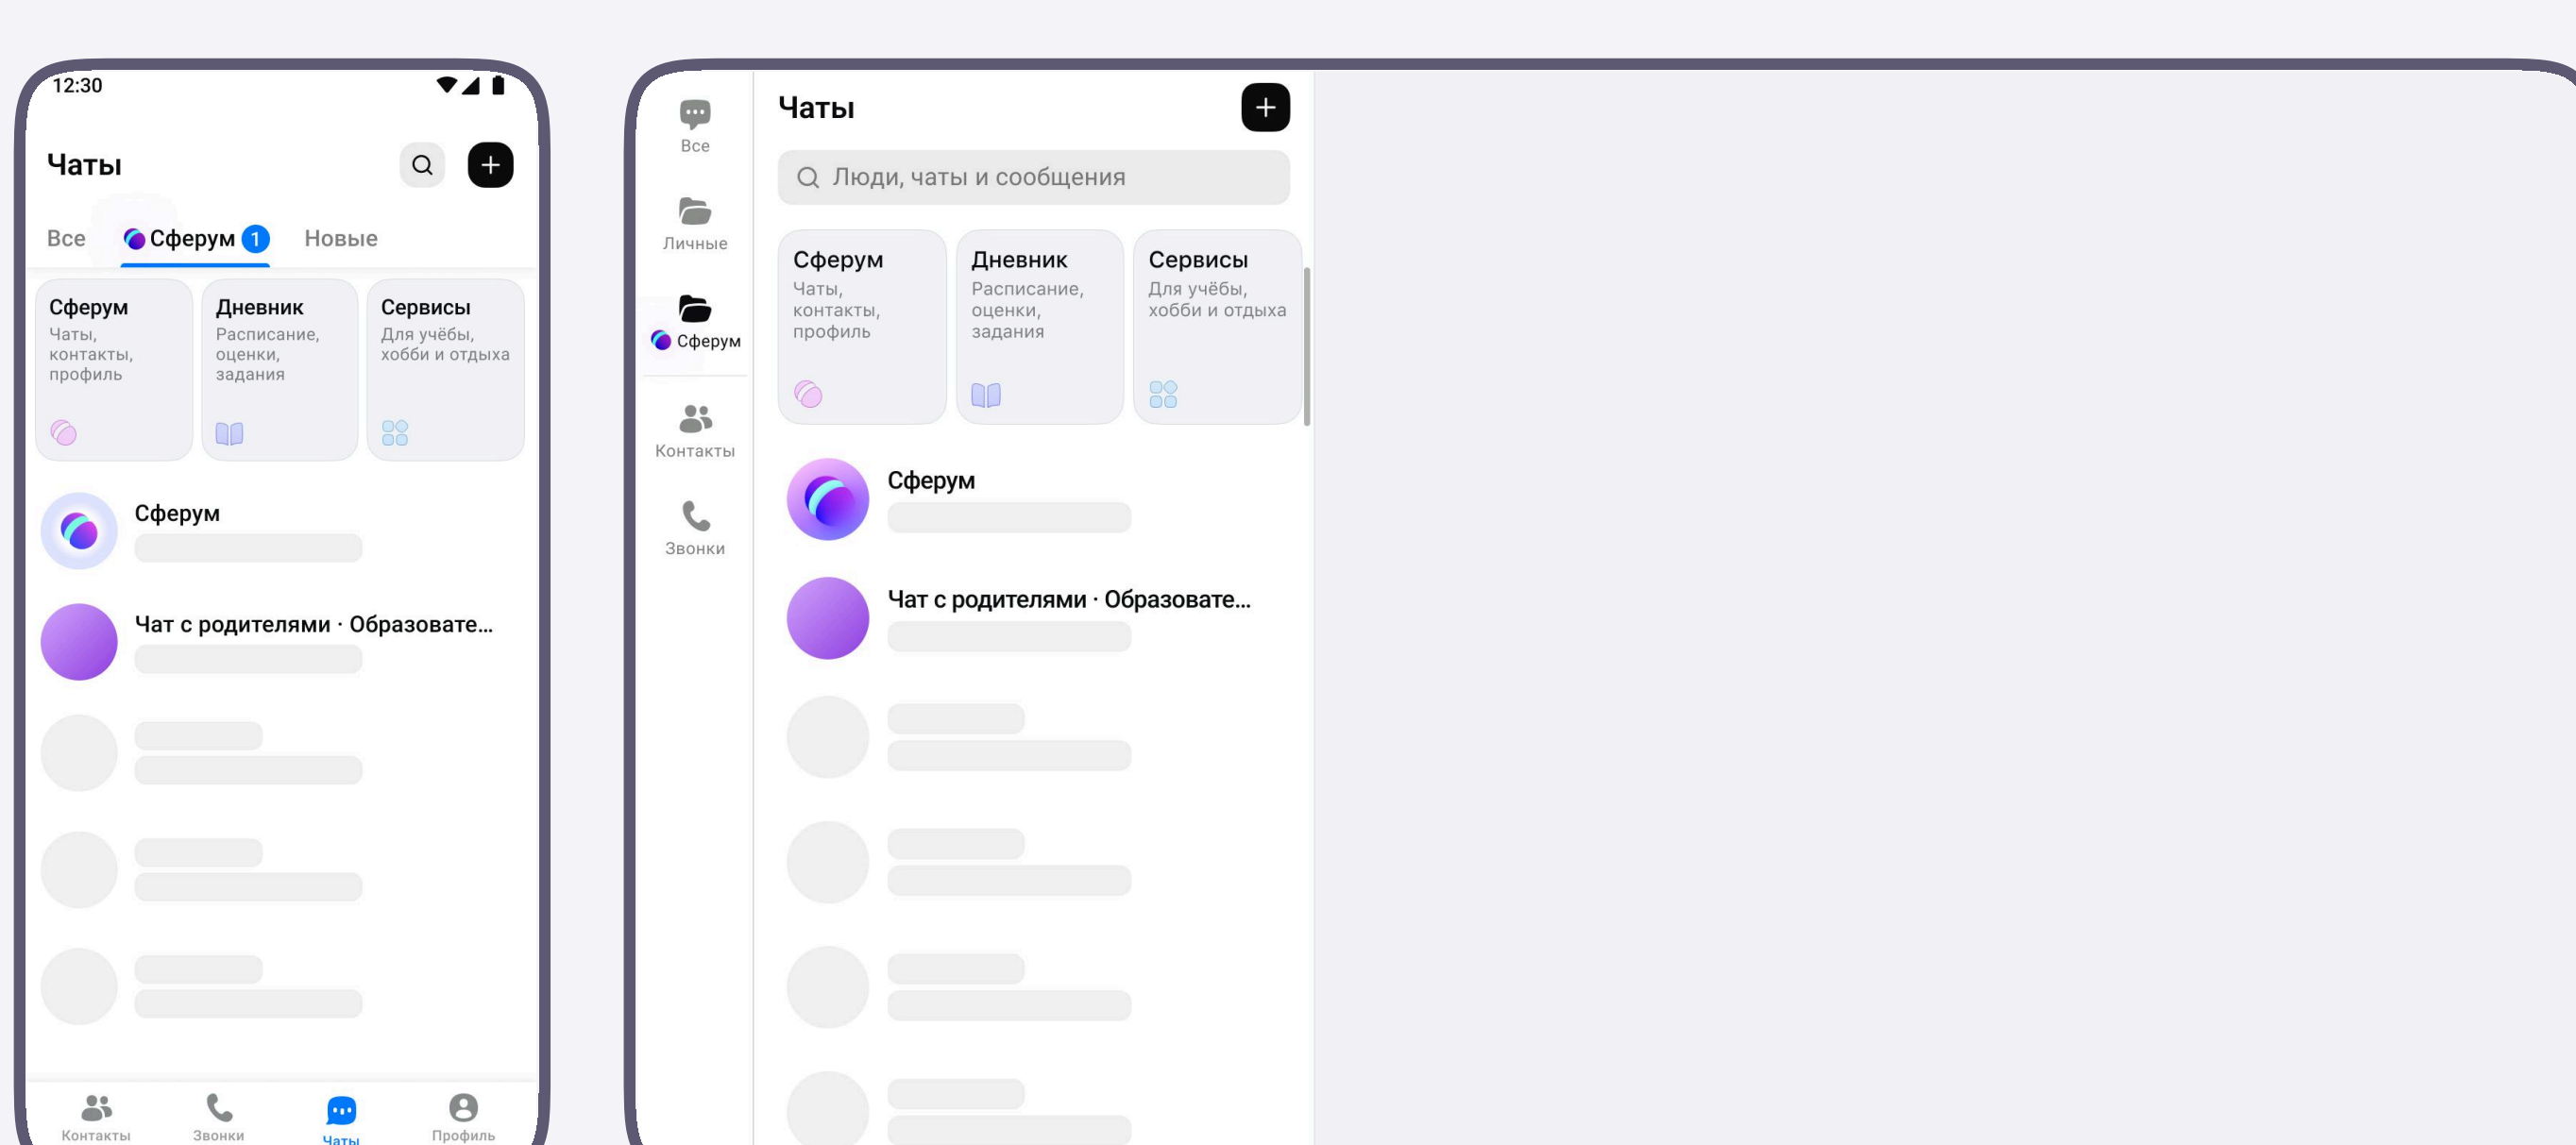 12:30
Чаты
Все
Сферум 1
Новые
Сферум
Чаты,
контакты,
профиль
Дневник
Расписание,
оценки,
задания
Сервисы
Для учёбы,
хобби и отдыха
Сферум
Чат с родителями · Образовате...
Контакты
Звонки
Чаты
Профиль
Все
Личные
Сферум
Контакты
Звонки
Чаты
Люди, чаты и сообщения
Сферум
Чаты,
контакты,
профиль
Дневник
Расписание,
оценки,
задания
Сервисы
Для учёбы,
хобби и отдыха
Сферум
Чат с родителями · Образовате...